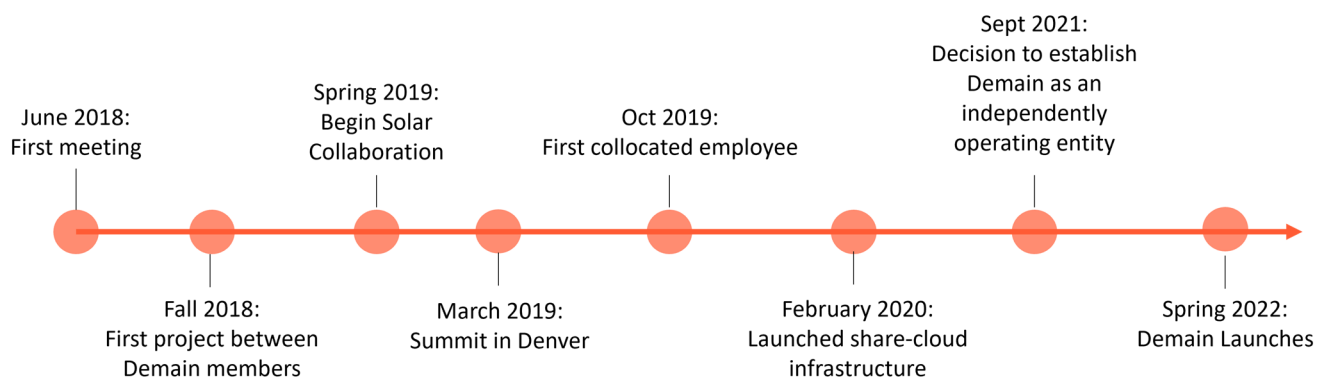 June 2018:
First meeting
Fall 2018:
First project between
Demain members
Spring 2019:
Begin Solar
Collaboration
March 2019:
Summit in Denver
Oct 2019:
First collocated employee
February 2020:
Launched share-cloud
infrastructure
Sept 2021:
Decision to establish
Demain as an
independently
operating entity
Spring 2022:
Demain Launches